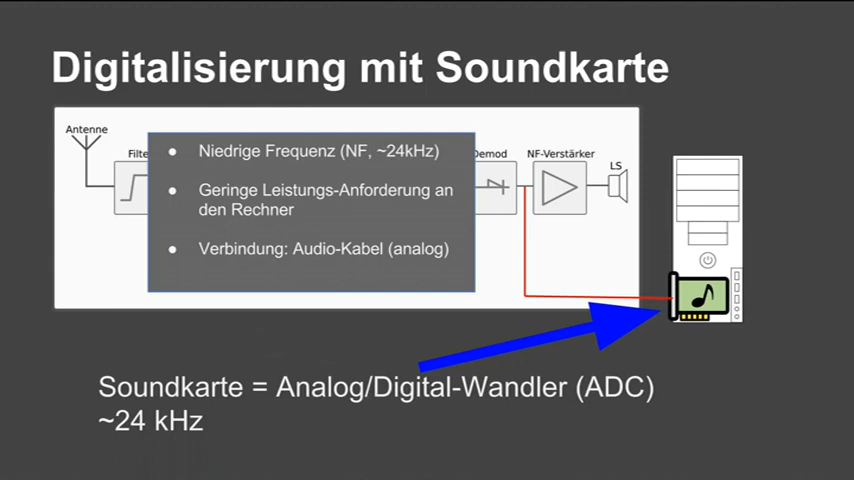 Digitalisierung mit Soundkarte
Antenne
● Niedrige Frequenz (NF, ~24kHz)
● Geringe Leistungs-Anforderung an
den Rechner
● Verbindung: Audio-Kabel (analog)
Filte
Demod
NF-Verstärker
LS
Soundkarte = Analog/Digital-Wandler (ADC)
~24 kHz